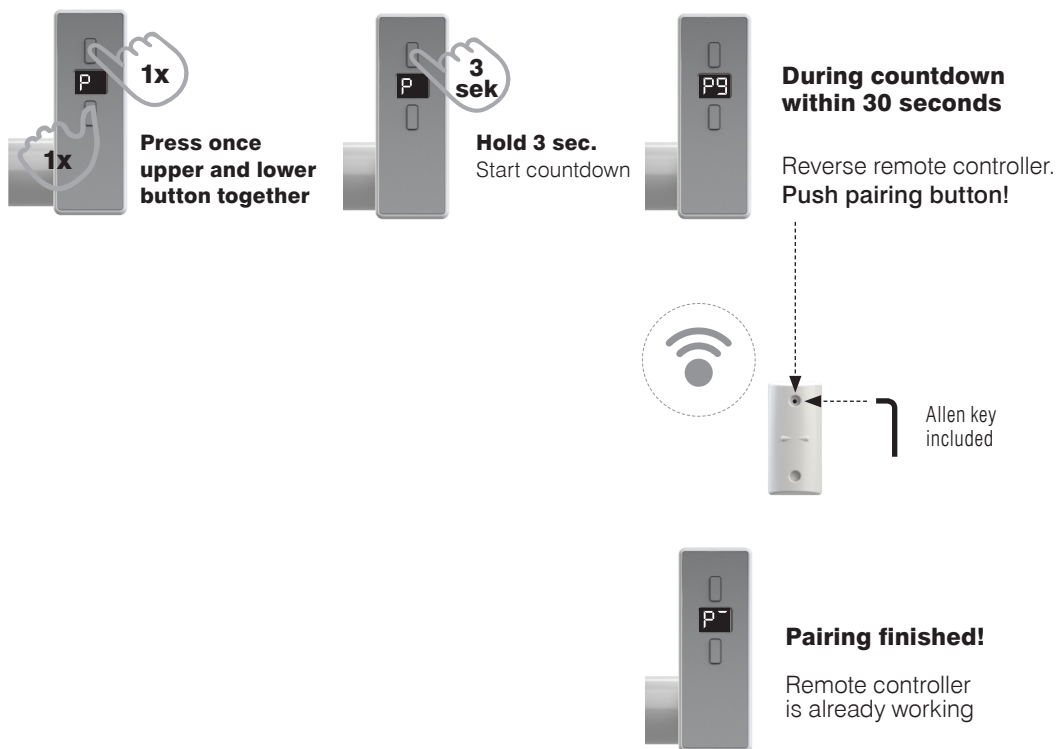 1x
P
1x
Press once
upper and lower
button together
3
sek
P
Hold 3 sec.
Start countdown
P9
During countdown
within 30 seconds
Reverse remote controller.
Push pairing button!
Allen key
included
P¯
Pairing finished!
Remote controller
is already working